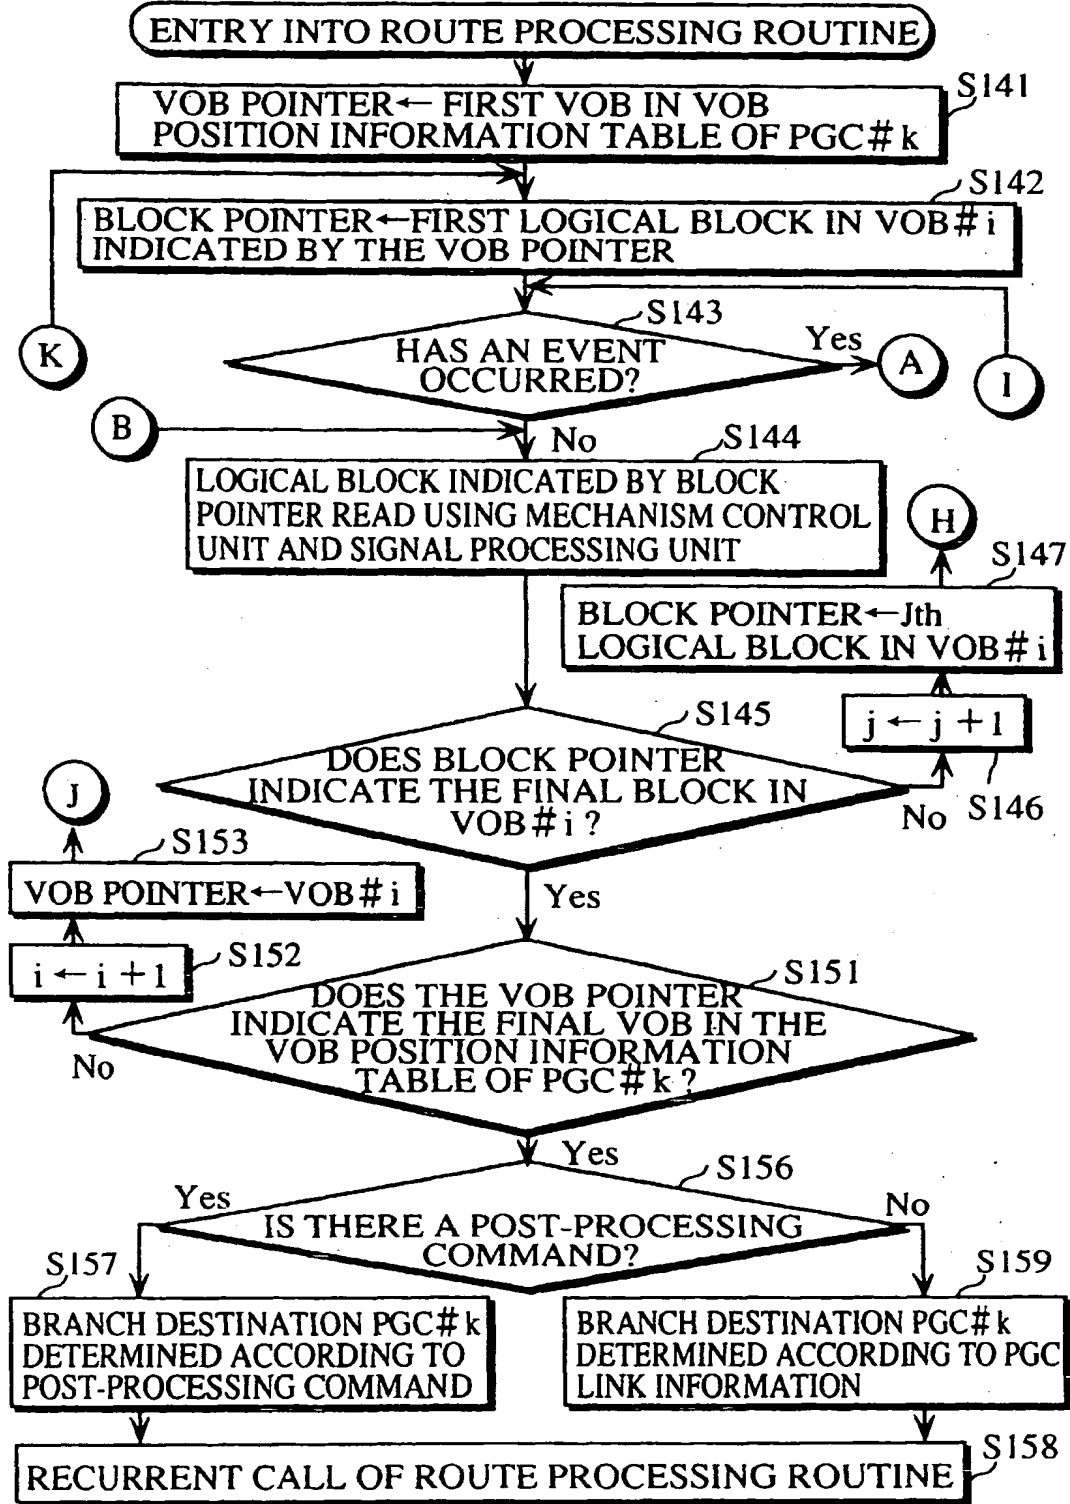 ENTRY INTO ROUTE PROCESSING ROUTINE
S141
VOB POINTER←FIRST VOB IN VOB
POSITION INFORMATION TABLE OF PGC#k
S142
BLOCK POINTER←FIRST LOGICAL BLOCK IN VOB#i
INDICATED BY THE VOB POINTER
S143
HAS AN EVENT
OCCURRED?
Yes
A
K
I
B
No
S144
LOGICAL BLOCK INDICATED BY BLOCK
POINTER READ USING MECHANISM CONTROL
UNIT AND SIGNAL PROCESSING UNIT
H
S147
BLOCK POINTER←Jth
LOGICAL BLOCK IN VOB#i
j←j+1
S146
S145
DOES BLOCK POINTER
INDICATE THE FINAL BLOCK IN
VOB#i?
No
Yes
J
S153
VOB POINTER←VOB#i
S152
i←i+1
S151
DOES THE VOB POINTER
INDICATE THE FINAL VOB IN THE
VOB POSITION INFORMATION
TABLE OF PGC#k?
No
Yes
S156
IS THERE A POST-PROCESSING
COMMAND?
Yes
No
S157
BRANCH DESTINATION PGC#k
DETERMINED ACCORDING TO
POST-PROCESSING COMMAND
S159
BRANCH DESTINATION PGC#k
DETERMINED ACCORDING TO PGC
LINK INFORMATION
S158
RECURRENT CALL OF ROUTE PROCESSING ROUTINE